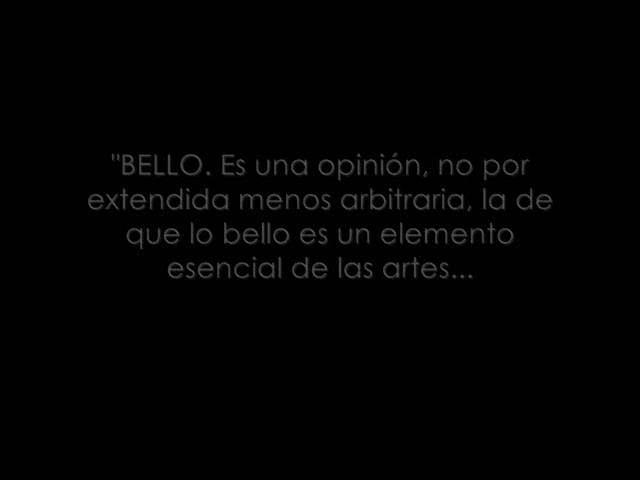 "BELLO. Es una opinión, no por
extendida menos arbitraria, la de
que lo bello es un elemento
esencial de las artes...